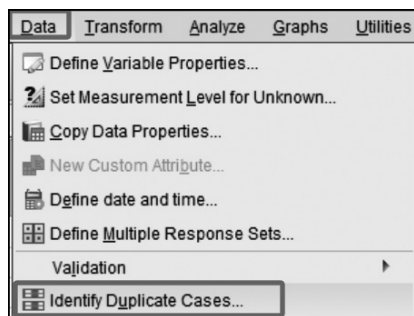 Data Transform Analyze Graphs Utilities
Define Variable Properties...
Set Measurement Level for Unknown...
Copy Data Properties...
New Custom Attribute...
Define date and time...
Define Multiple Response Sets...
Validation
Identify Duplicate Cases...